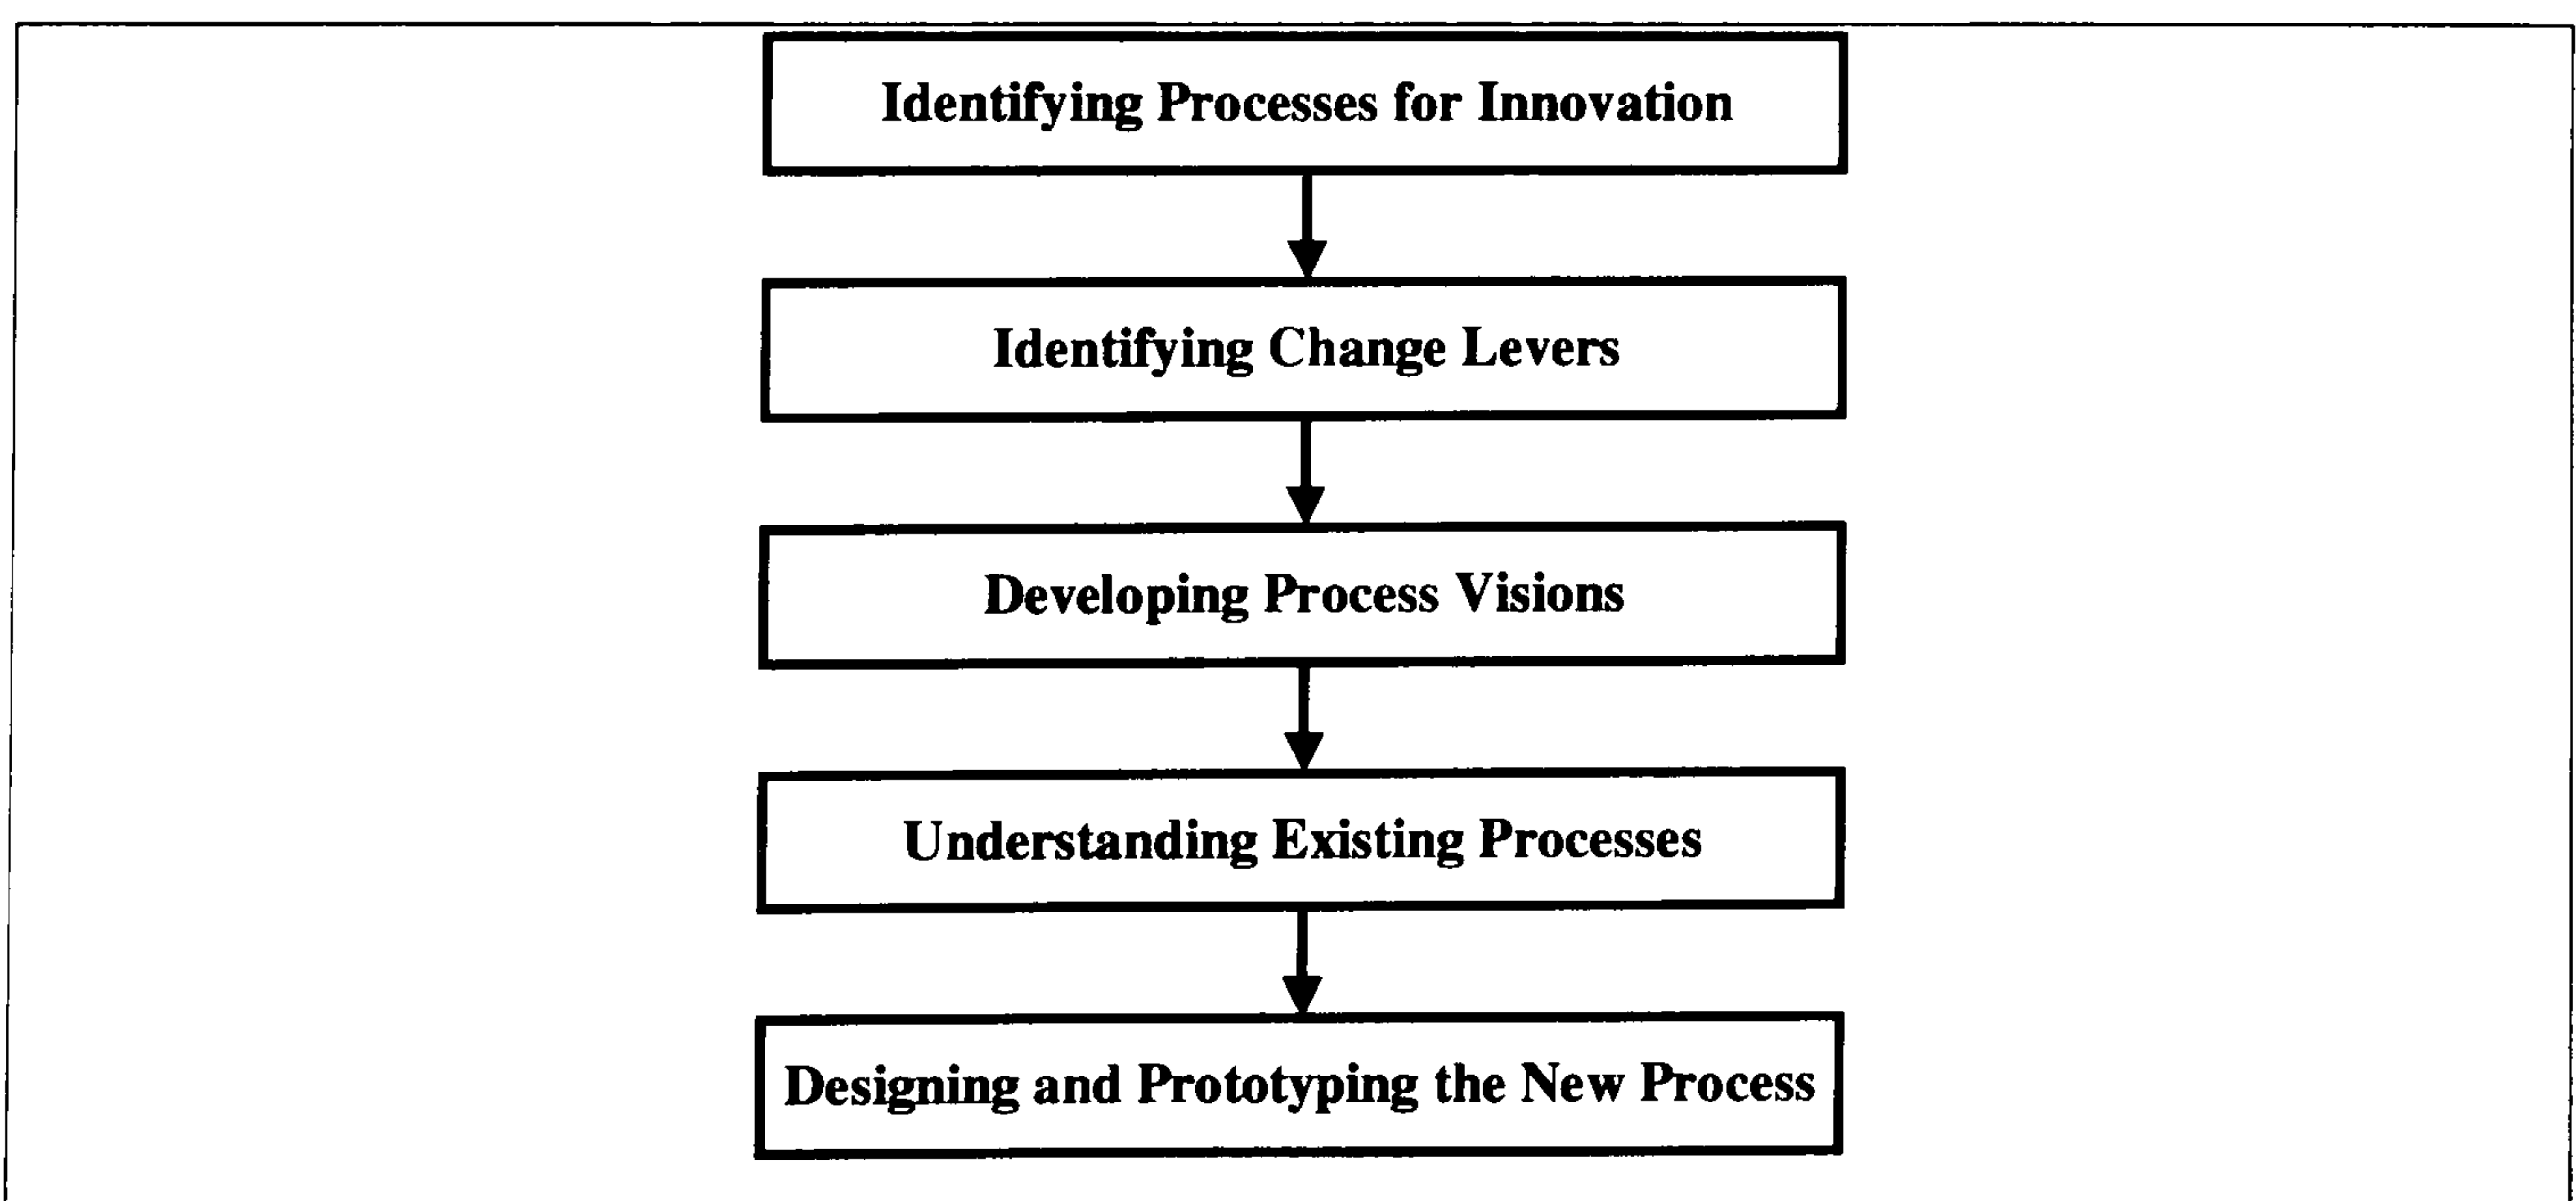 Identifying Processes for Innovation
Identifying Change Levers
Developing Process Visions
Understanding Existing Processes
Designing and Prototyping the New Process